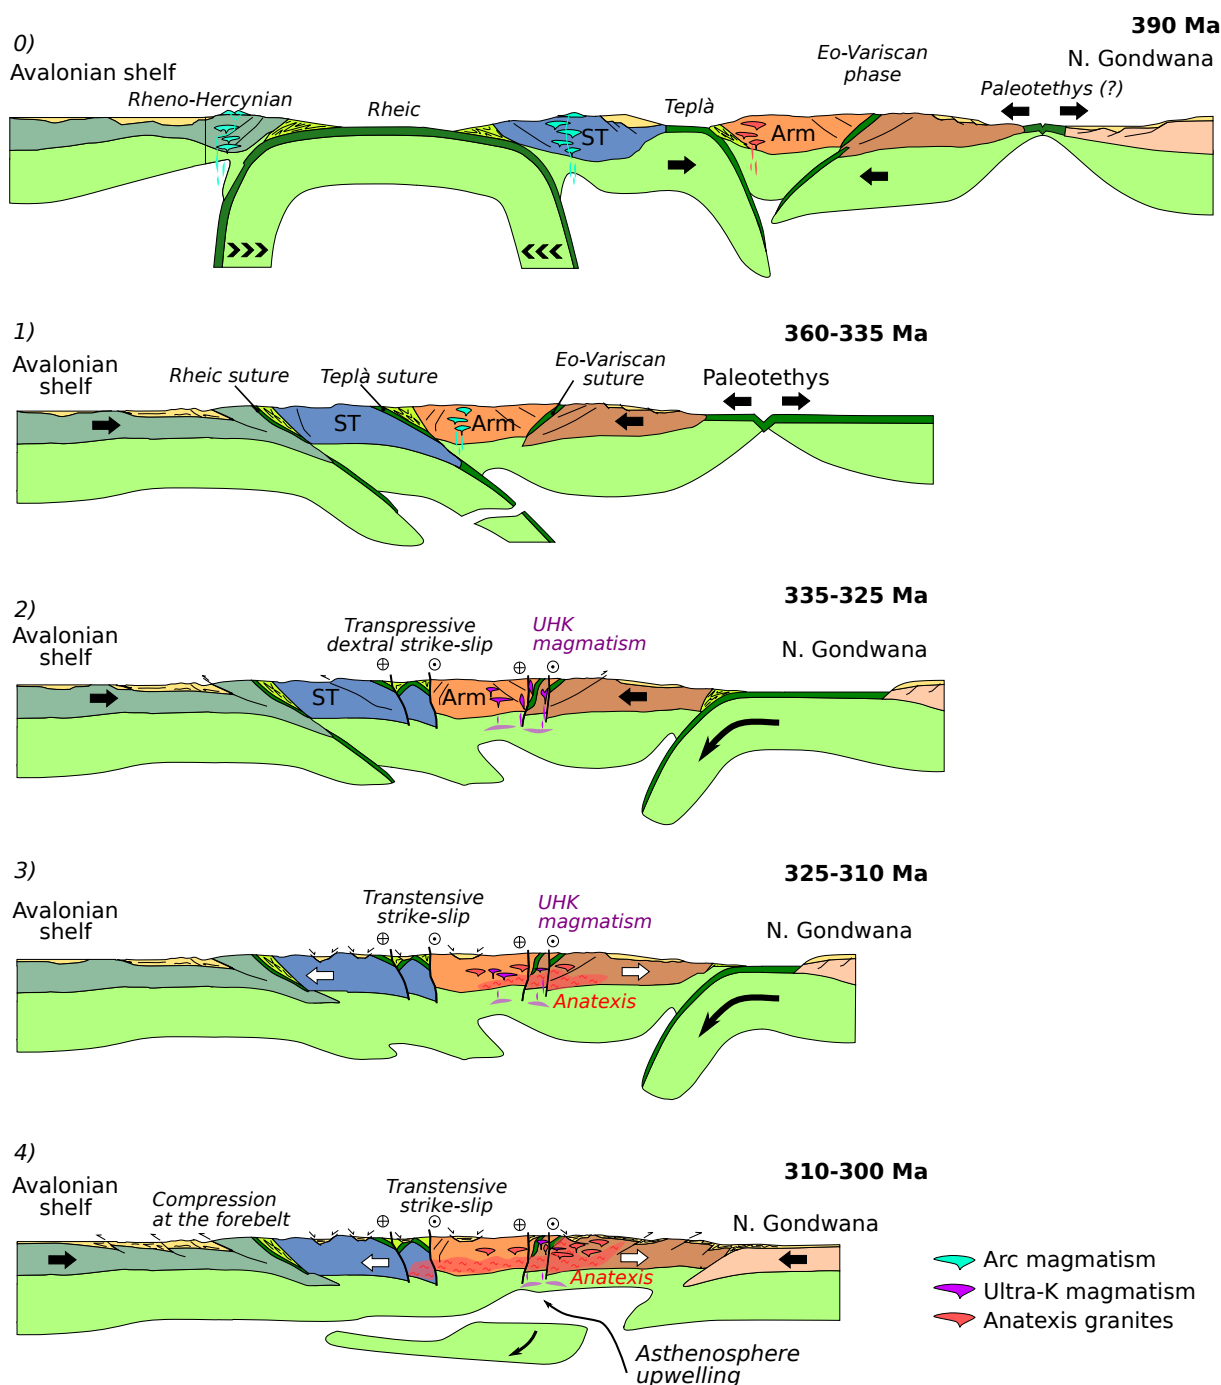 390 Ma
0)
Avalonian shelf
Eo-Variscan
phase
N. Gondwana
Rheno-Hercynian
Rheic
Teplà
Paleotethys (?)
ST
Arm
1)
360-335 Ma
Avalonian
shelf
Rheic suture
Teplà suture
Eo-Variscan
suture
Paleotethys
ST
Arm
2)
335-325 Ma
Avalonian
shelf
Transpressive
dextral strike-slip
UHK
magmatism
N. Gondwana
ST
Arm
3)
325-310 Ma
Avalonian
shelf
Transtensive
strike-slip
UHK
magmatism
N. Gondwana
Anatexis
4)
310-300 Ma
Avalonian
shelf
Compression
at the forebelt
Transtensive
strike-slip
N. Gondwana
Anatexis
Asthenosphere
upwelling
Arc magmatism
Ultra-K magmatism
Anatexis granites